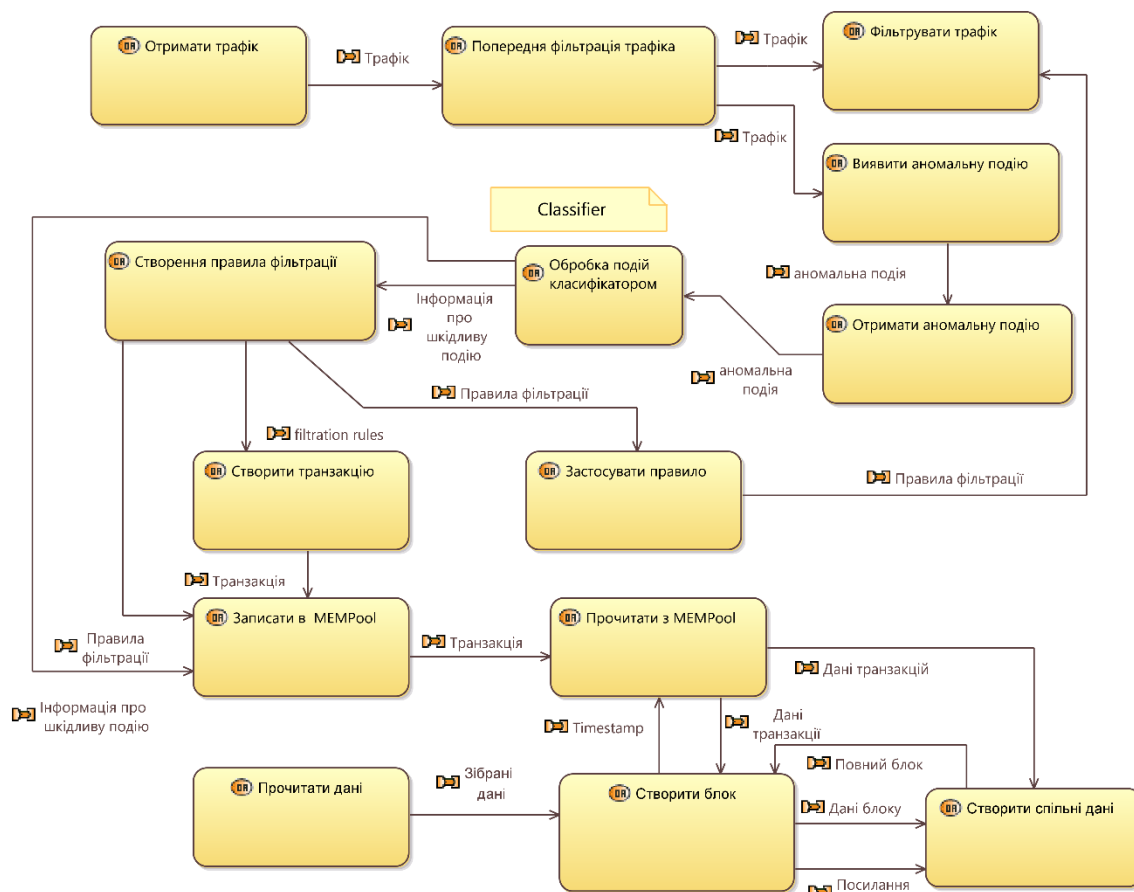 Отримати трафік
Трафік
Попередня фільтрація трафіка
Трафік
Фільтрувати трафік
Трафік
Виявити аномальну подію
Classifier
Створення правила фільтрації
Обробка подій
класифікатором
аномальна подія
Інформація
про
шкідливу
подію
Отримати аномальну подію
аномальна
подія
Правила фільтрації
filtration rules
Створити транзакцію
Застосувати правило
Правила фільтрації
Транзакція
Записати в MEMPool
Транзакція
Прочитати з MEMPool
Правила
фільтрації
Дані транзакцій
Інформація про
шкідливу подію
Timestamp
Дані
транзакції
Повний блок
Прочитати дані
Зібрані
дані
Створити блок
Дані блоку
Створити спільні дані
Посилання